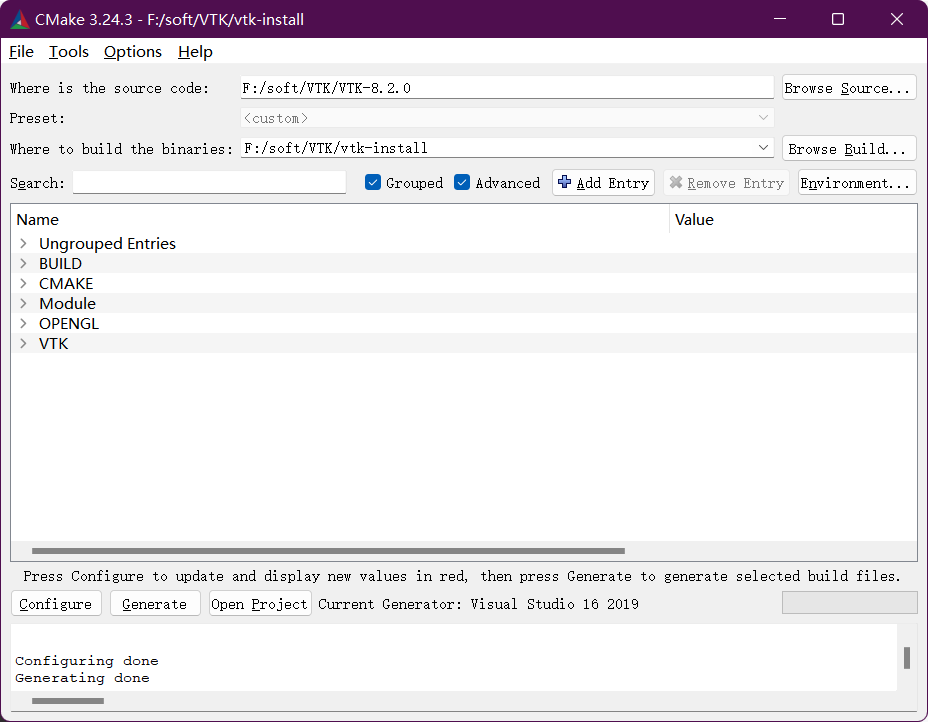 CMake 3.24.3 - F:/soft/VTK/vtk-install
File Tools Options Help
Where is the source code: F:/soft/VTK/VTK-8.2.0 Browse Source...
Preset: <custom>
Where to build the binaries: F:/soft/VTK/vtk-install Browse Build...
Search: Grouped Advanced Add Entry Remove Entry Environment...
Name Value
Ungrouped Entries
BUILD
CMAKE
Module
OPENGL
VTK
Press Configure to update and display new values in red, then press Generate to generate selected build files.
Configure Generate Open Project Current Generator: Visual Studio 16 2019
Configuring done
Generating done